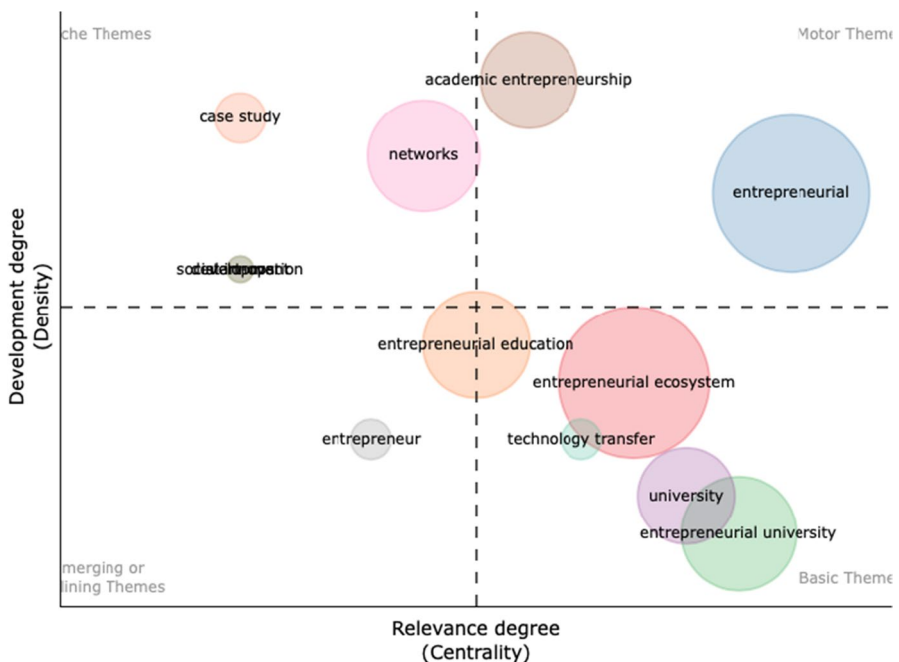 che Themes
Motor Theme
academic entrepreneurship
case study
networks
entrepreneurial
Development degree
(Density)
entrepreneurial education
entrepreneurial ecosystem
entrepreneur
technology transfer
university
entrepreneurial university
merging or
lining Themes
Basic Theme
Relevance degree
(Centrality)